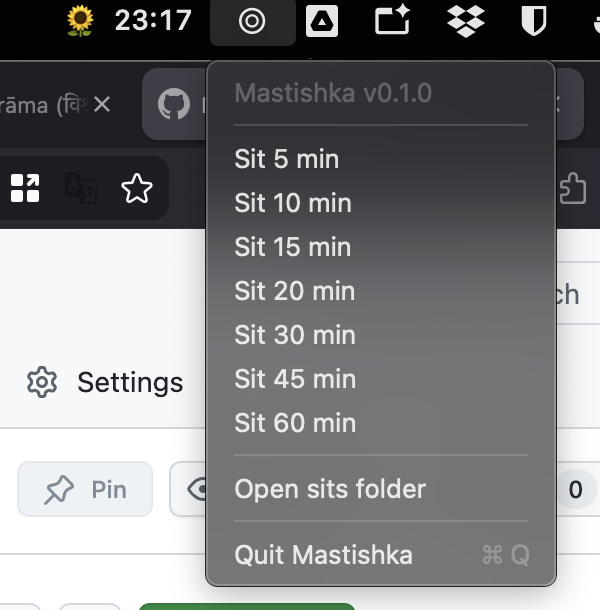 23:17
Mastishka v0.1.0
Sit 5 min
Sit 10 min
Sit 15 min
Sit 20 min
Sit 30 min
Sit 45 min
Sit 60 min
Open sits folder
Quit Mastishka ⌘ Q
Settings
Pin
0